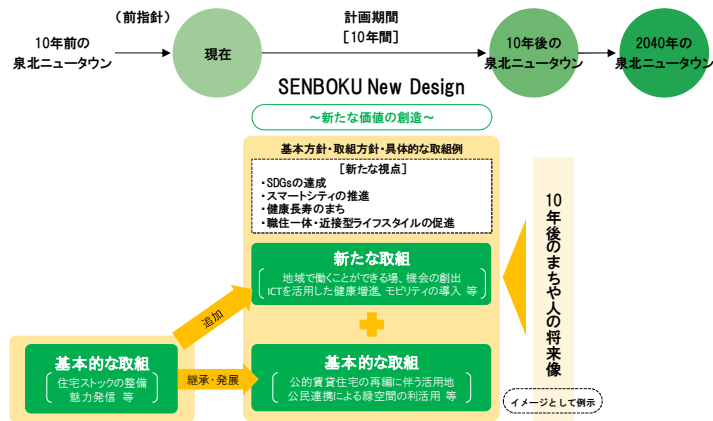 (前指針)
計画期間
[10年間]
10年前の
泉北ニュータウン
現在
10年後の
泉北ニュータウン
2040年の
泉北ニュータウン
SENBOKU New Design
～新たな価値の創造～
基本方針・取組方針・具体的な取組例
[新たな視点]
・SDGsの達成
・スマートシティの推進
・健康長寿のまち
・職住一体・近接型ライフスタイルの促進
新たな取組
地域で働くことができる場、機会の創出
ICTを活用した健康増進、モビリティの導入 等
追加
基本的な取組
住宅ストックの整備
魅力発信 等
継承・発展
基本的な取組
公的賃貸住宅の再編に伴う活用地
公民連携による緑空間の利活用 等
10年後のまちや人の将来像
イメージとして例示